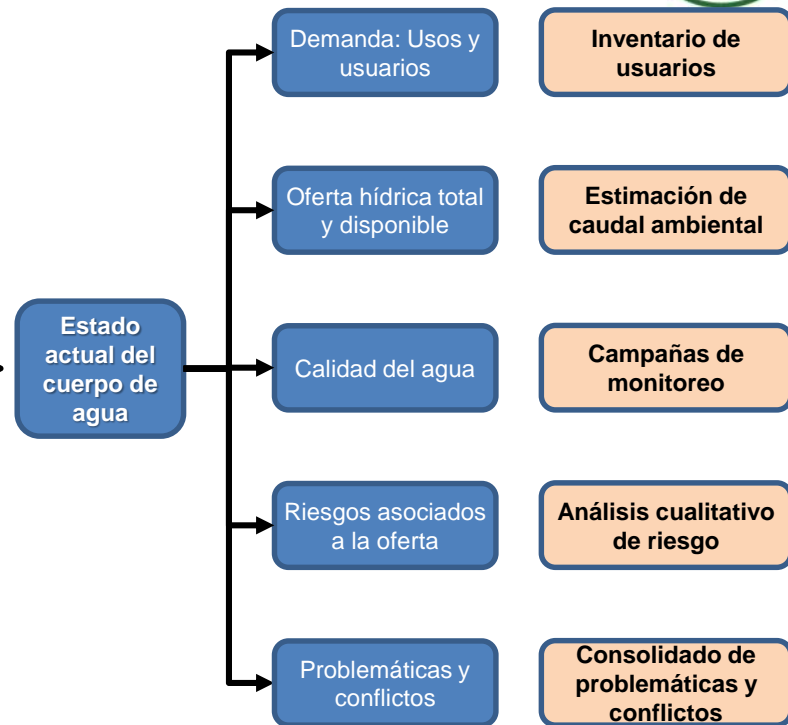 Demanda: Usos y
usuarios
Inventario de
usuarios
Oferta hídrica total
y disponible
Estimación de
caudal ambiental
Estado
actual del
cuerpo de
agua
Calidad del agua
Campañas de
monitoreo
Riesgos asociados
a la oferta
Análisis cualitativo
de riesgo
Problemáticas y
conflictos
Consolidado de
problemáticas y
conflictos